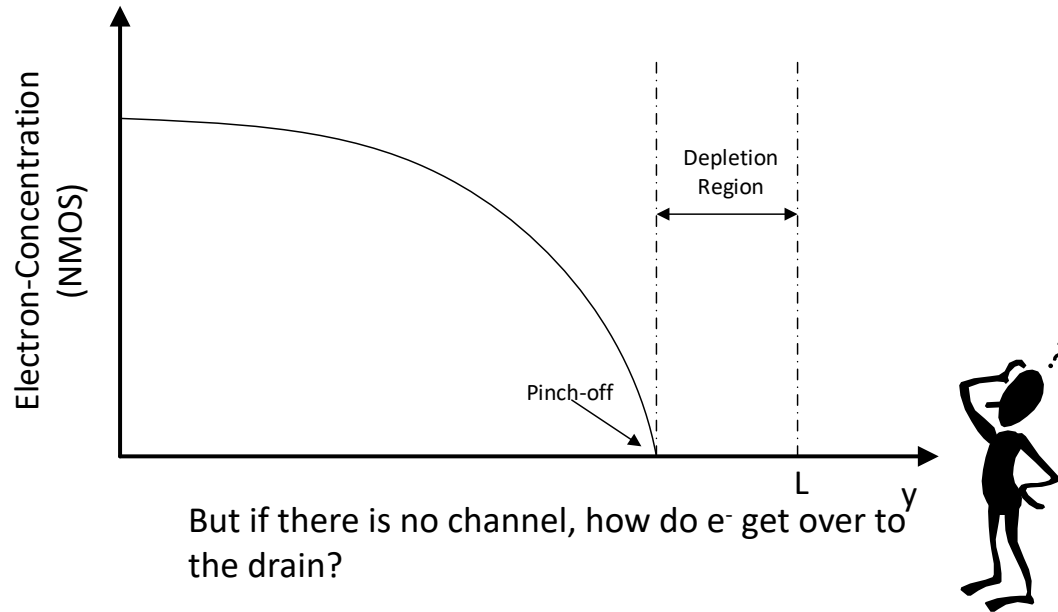 Electron-Concentration
(NMOS)
Depletion
Region
Pinch-off
L
y
But if there is no channel, how do e- get over to
the drain?